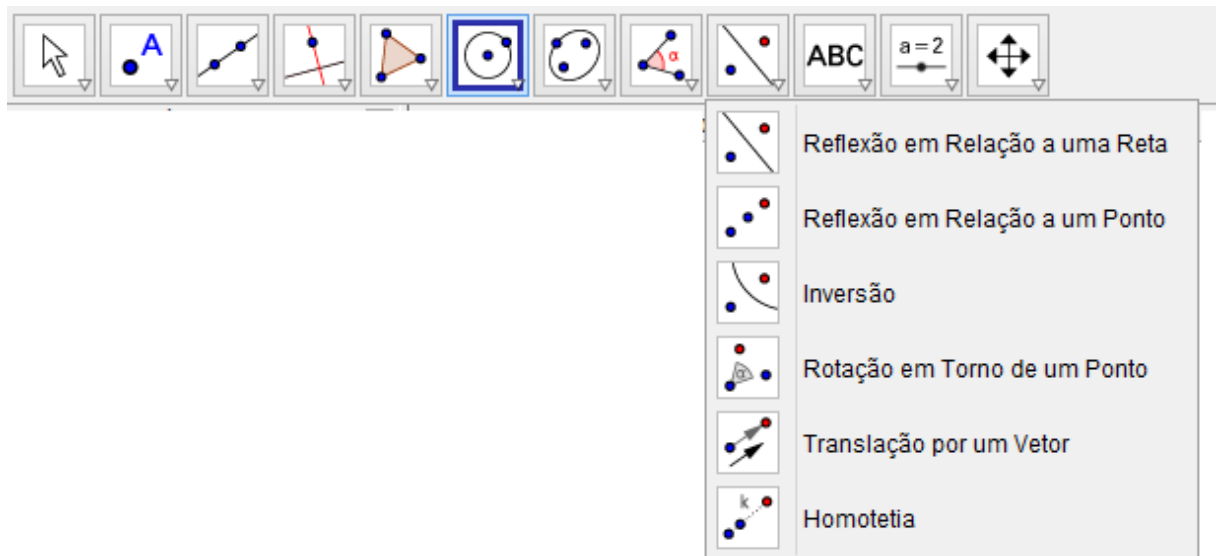 A
α
ABC
a=2
Reflexão em Relação a uma Reta
Reflexão em Relação a um Ponto
Inversão
α
Rotação em Torno de um Ponto
Translação por um Vetor
k
Homotetia